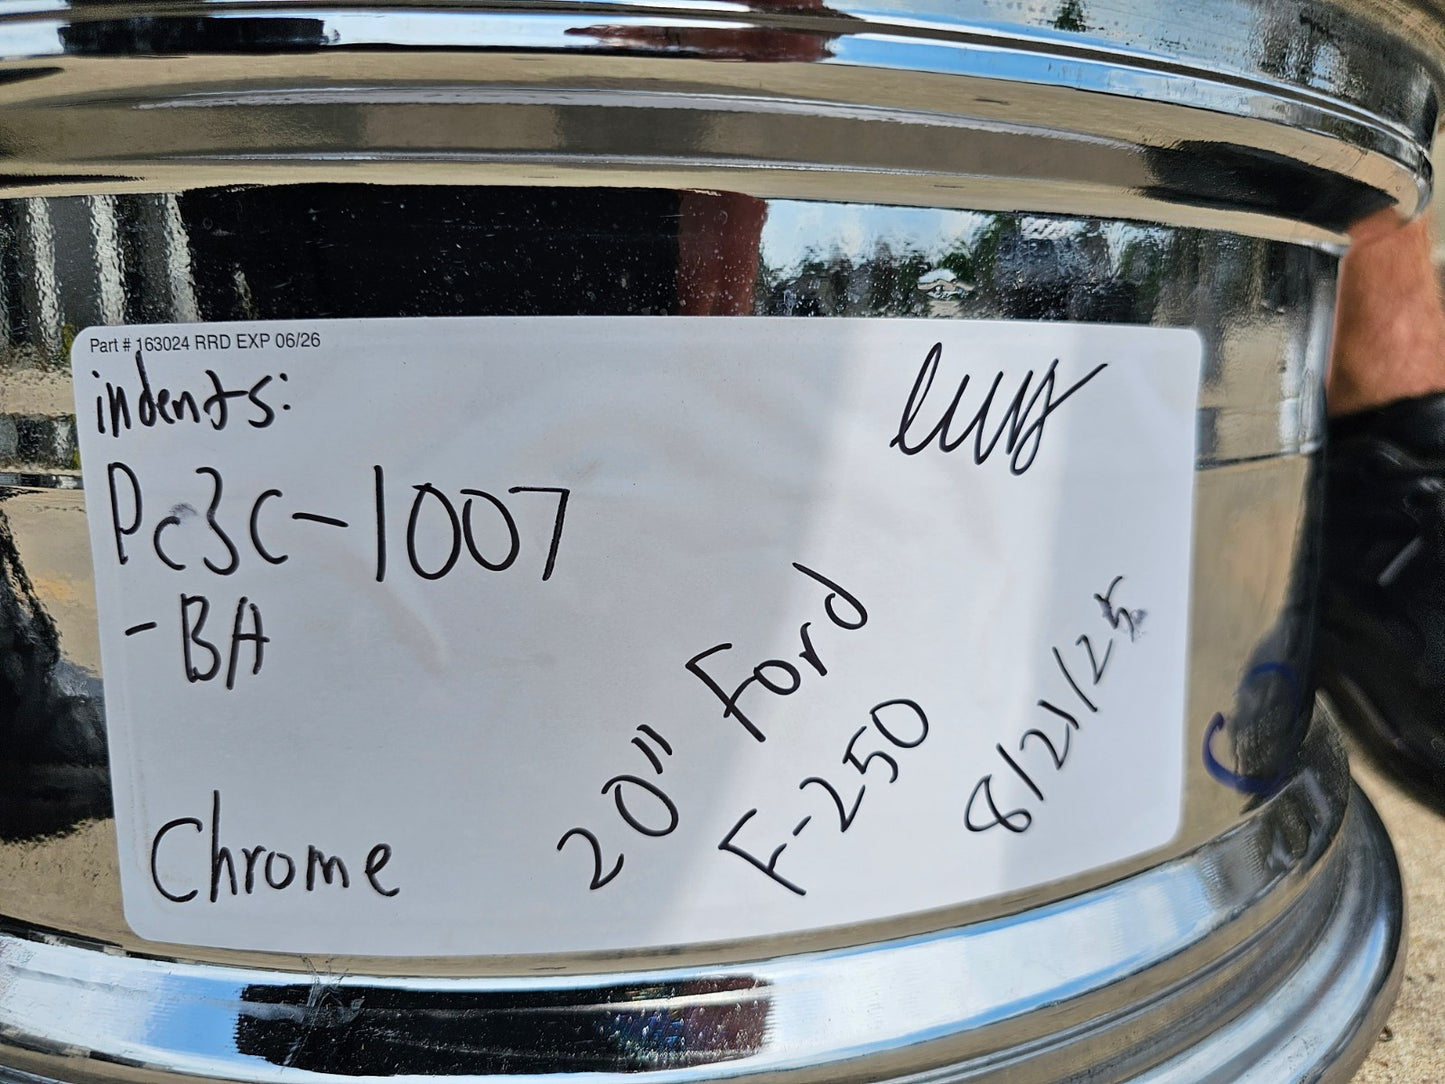 Part # 163024 RRD EXP 06/26
indents:
Pc3C-1007
-BA
Chrome
20" Ford
F-250
8/21/25